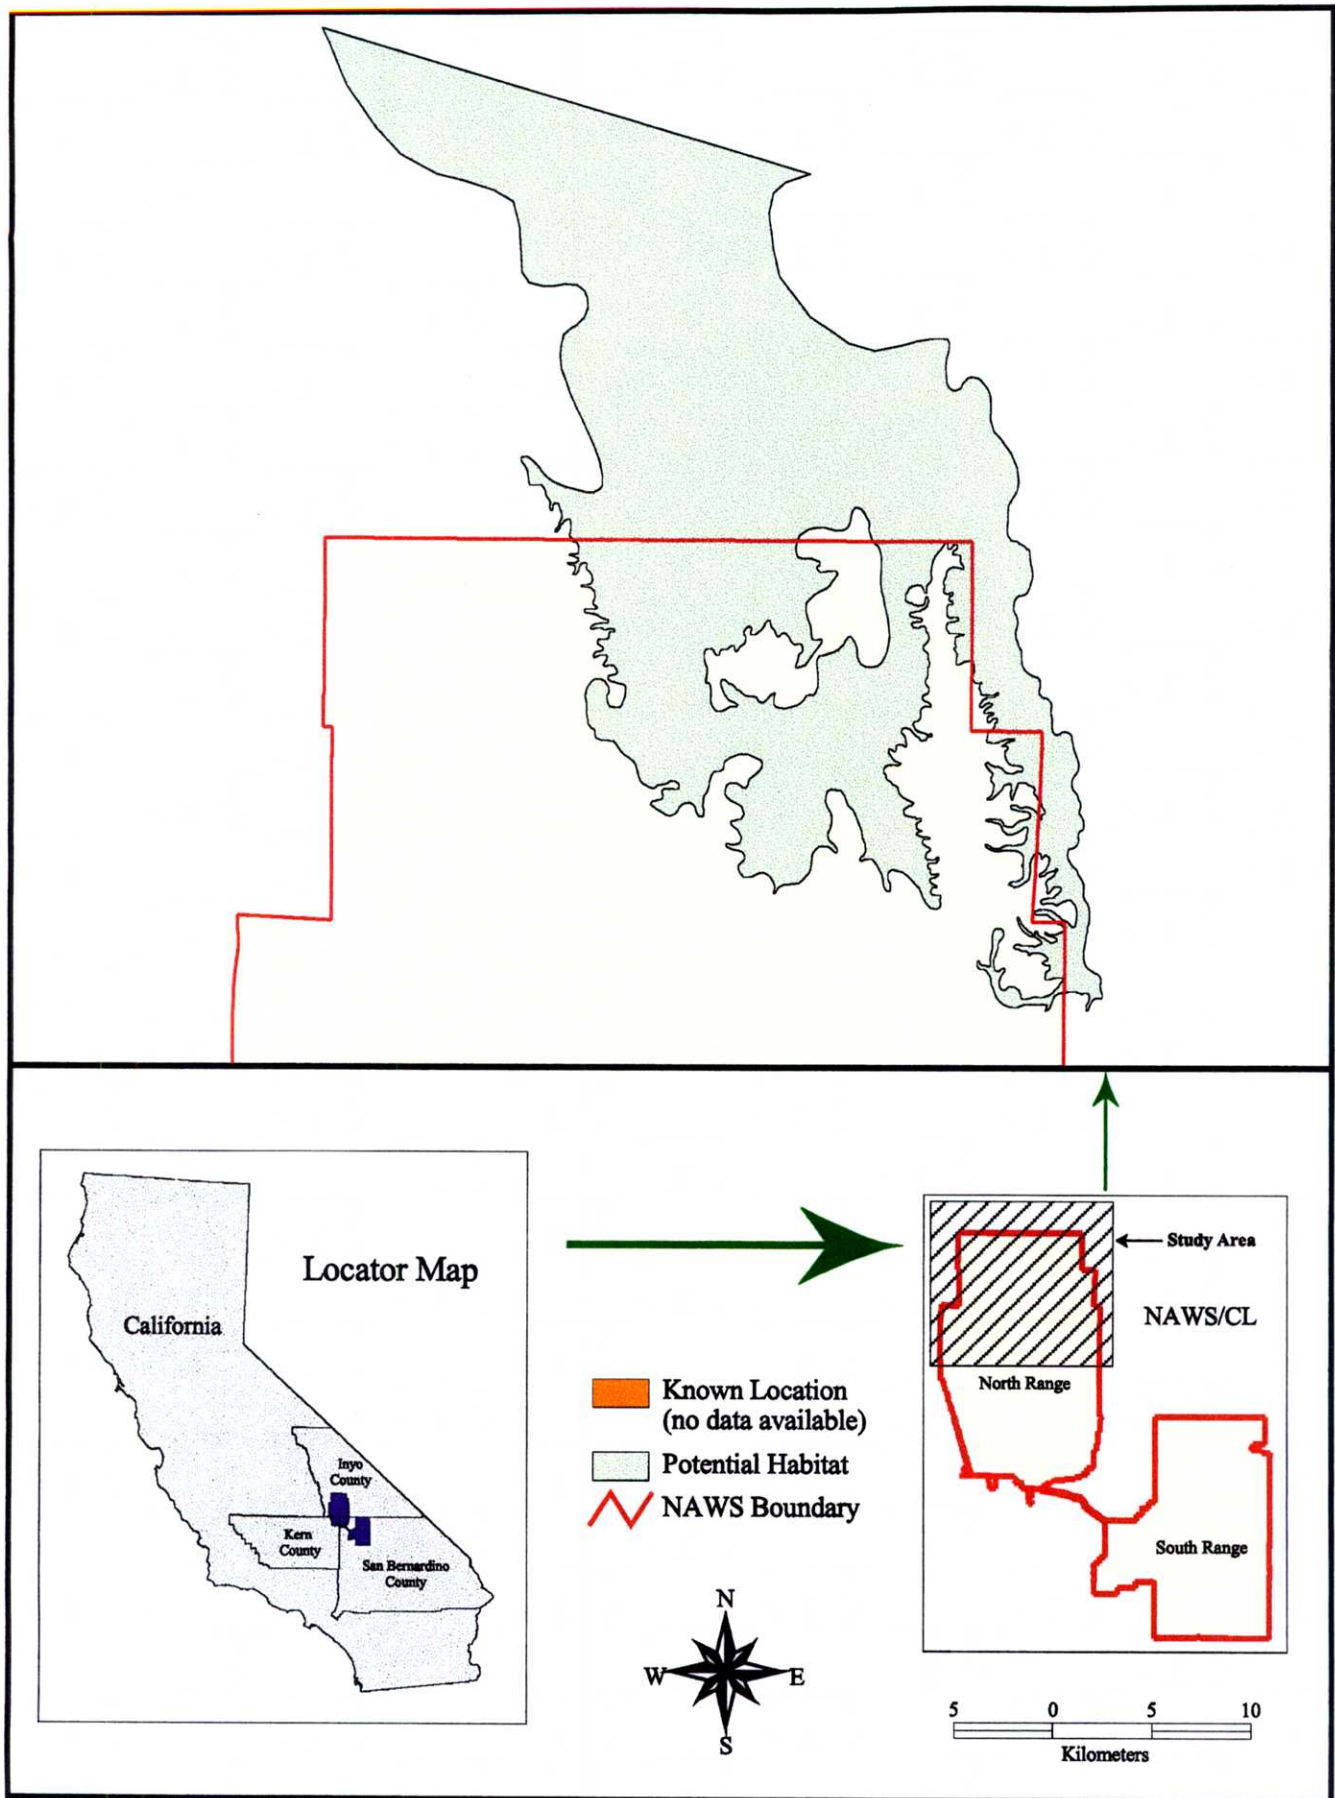 Locator Map
California
Inyo
County
Kern
County
San Bernardino
County
Known Location
(no data available)
Potential Habitat
NAWS Boundary
N
W
E
S
Study Area
NAWS/CL
North Range
South Range
5 0 5 10
Kilometers